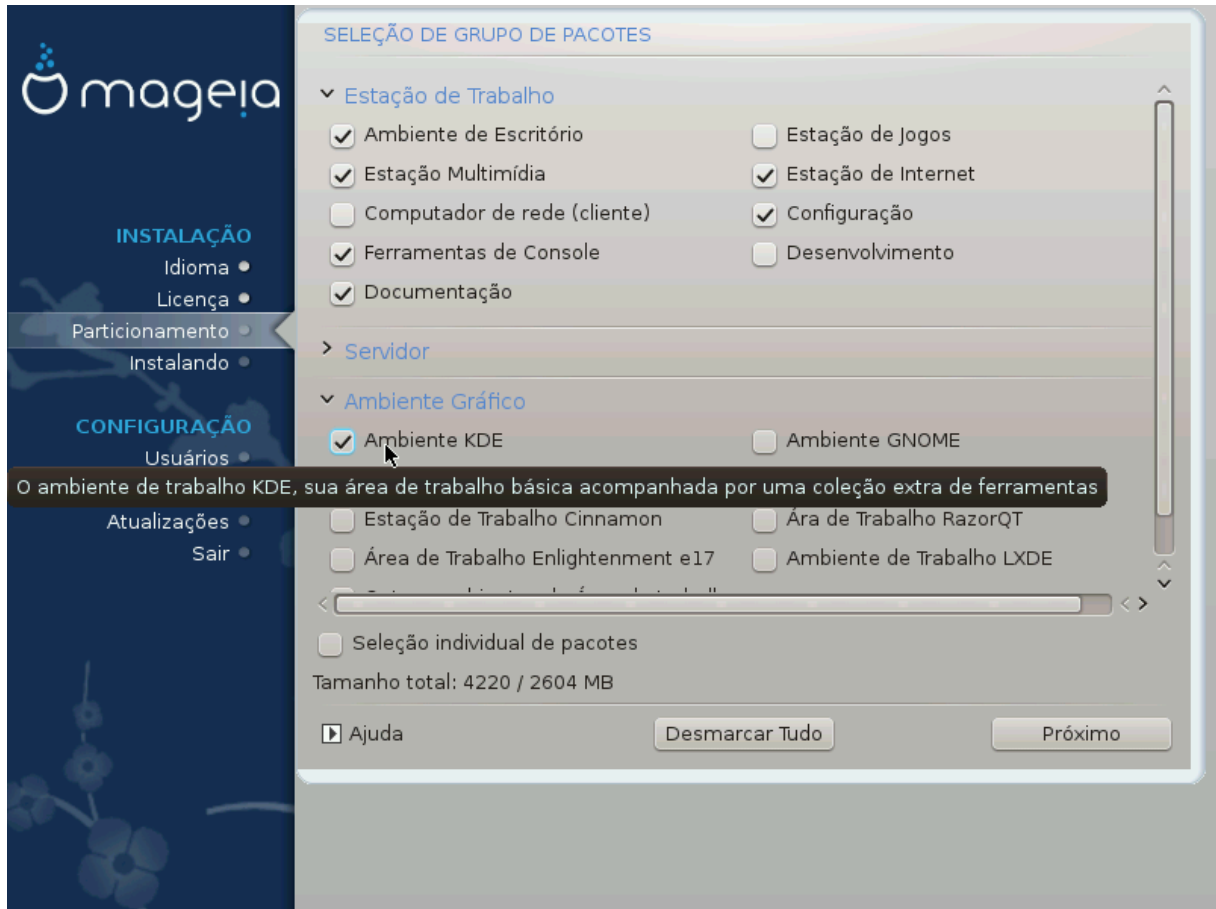 mageia
INSTALAÇÃO
Idioma
Licença
Particionamento
Instalando
CONFIGURAÇÃO
Usuários
Atualizações
Sair
SELEÇÃO DE GRUPO DE PACOTES
Estação de Trabalho
Ambiente de Escritório
Estação de Jogos
Estação Multimídia
Estação de Internet
Computador de rede (cliente)
Configuração
Ferramentas de Console
Desenvolvimento
Documentação
Servidor
Ambiente Gráfico
Ambiente KDE
Ambiente GNOME
O ambiente de trabalho KDE, sua área de trabalho básica acompanhada por uma coleção extra de ferramentas
Estação de Trabalho Cinnamon
Ára de Trabalho RazorQT
Área de Trabalho Enlightenment e17
Ambiente de Trabalho LXDE
Seleção individual de pacotes
Tamanho total: 4220 / 2604 MB
Ajuda
Desmarcar Tudo
Próximo